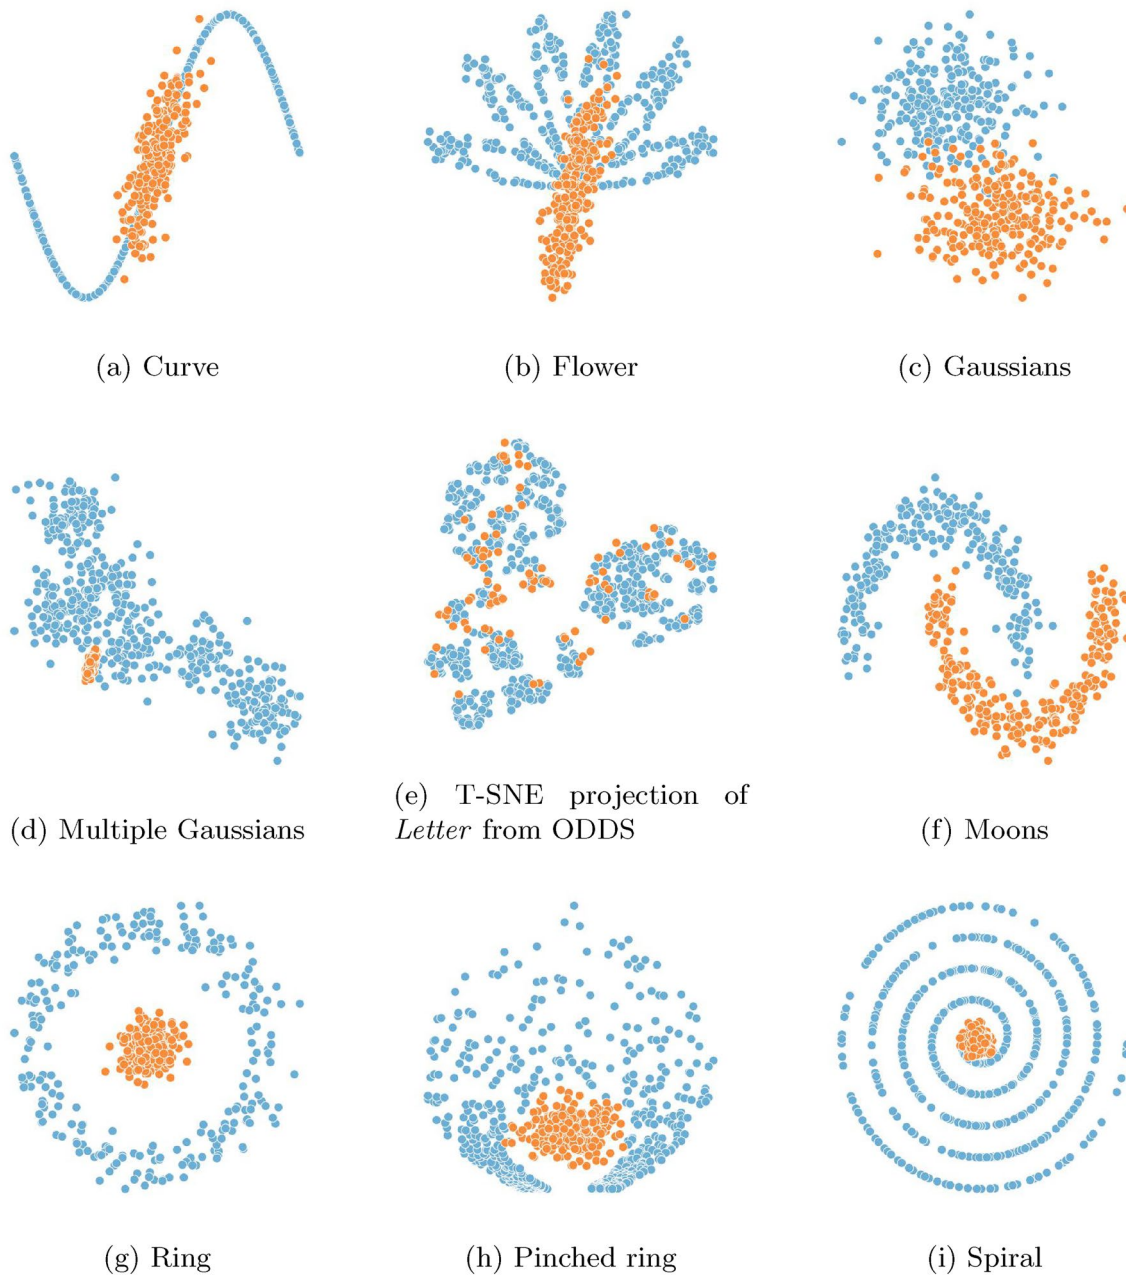 (a) Curve
(b) Flower
(c) Gaussians
(d) Multiple Gaussians
(e) T-SNE projection of
Letter from ODDS
(f) Moons
(g) Ring
(h) Pinched ring
(i) Spiral